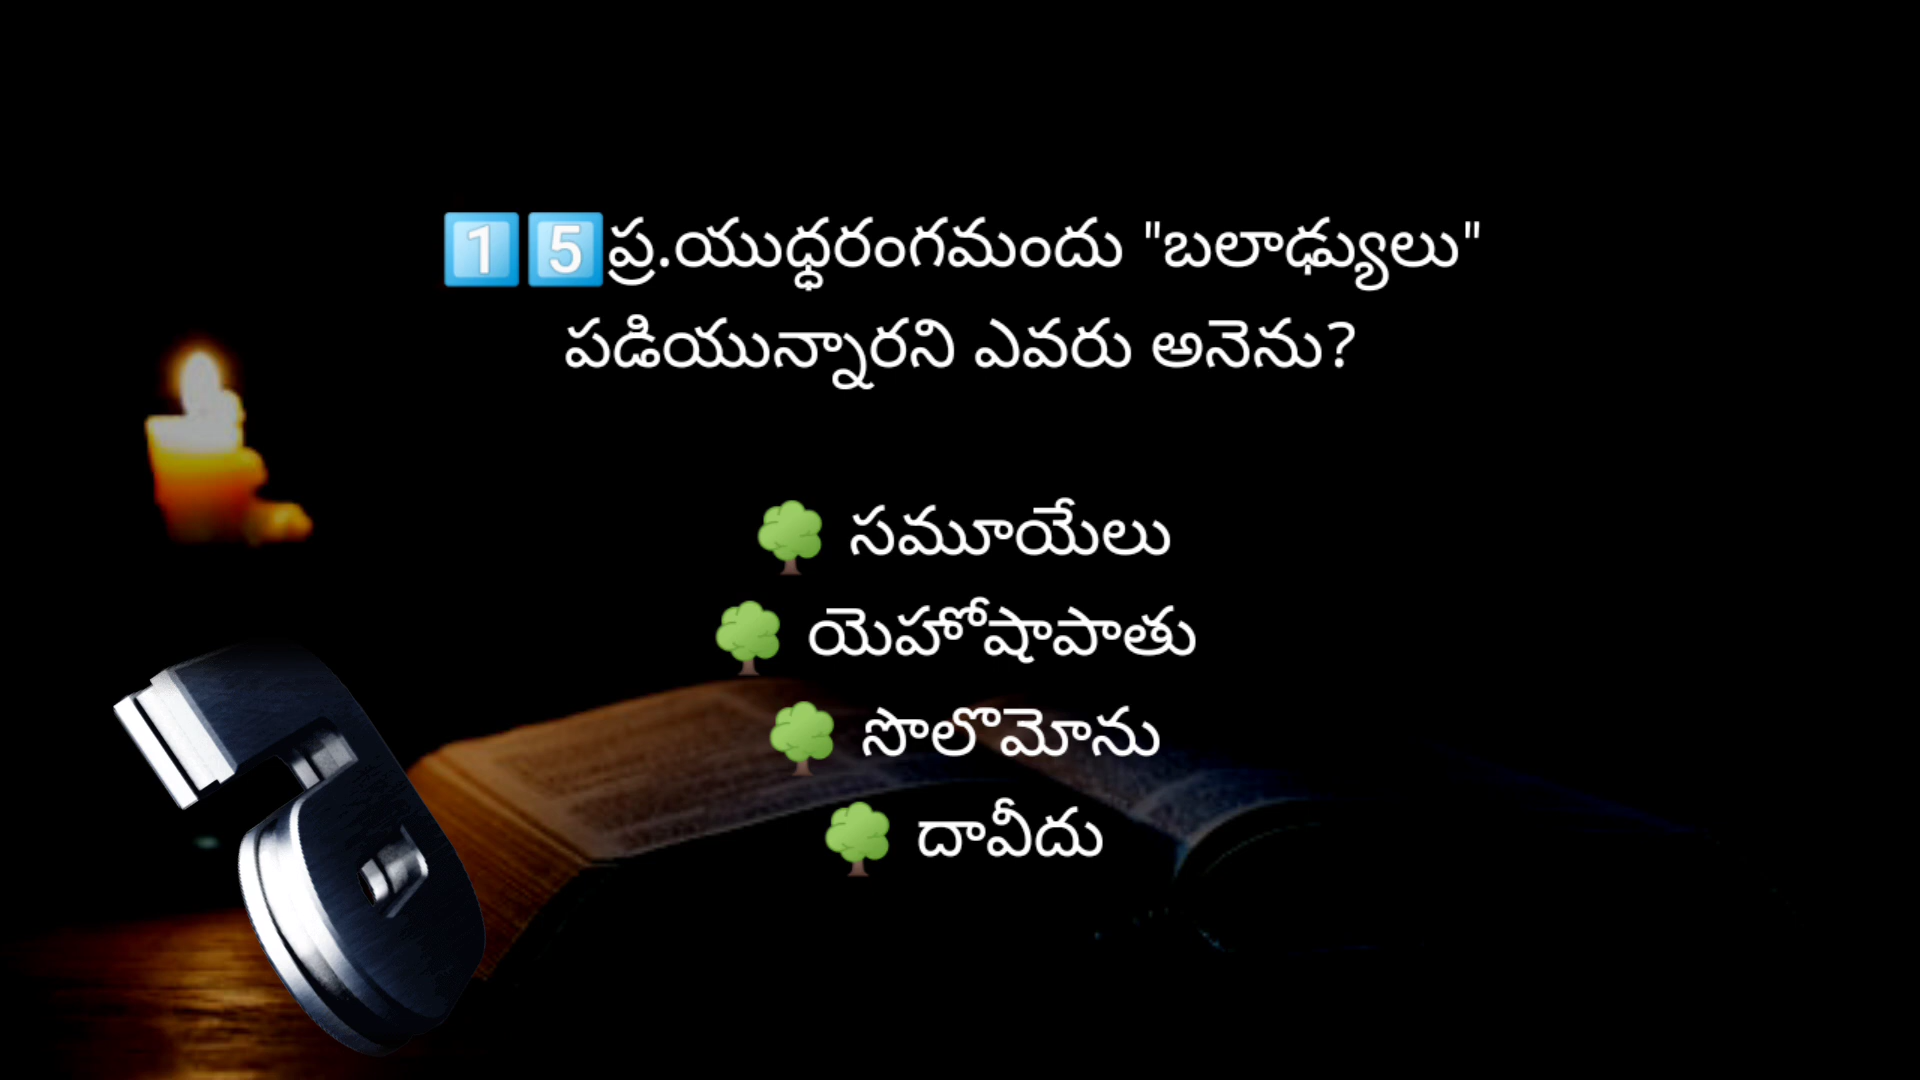 1️⃣5️⃣ప్ర.యుధ్ధరంగమందు "బలాఢ్యులు"
పడియున్నారని ఎవరు అనెను?
🌳 సమూయేలు
🌳 యెహోషాపాతు
🌳 సొలొమోను
🌳 దావీదు